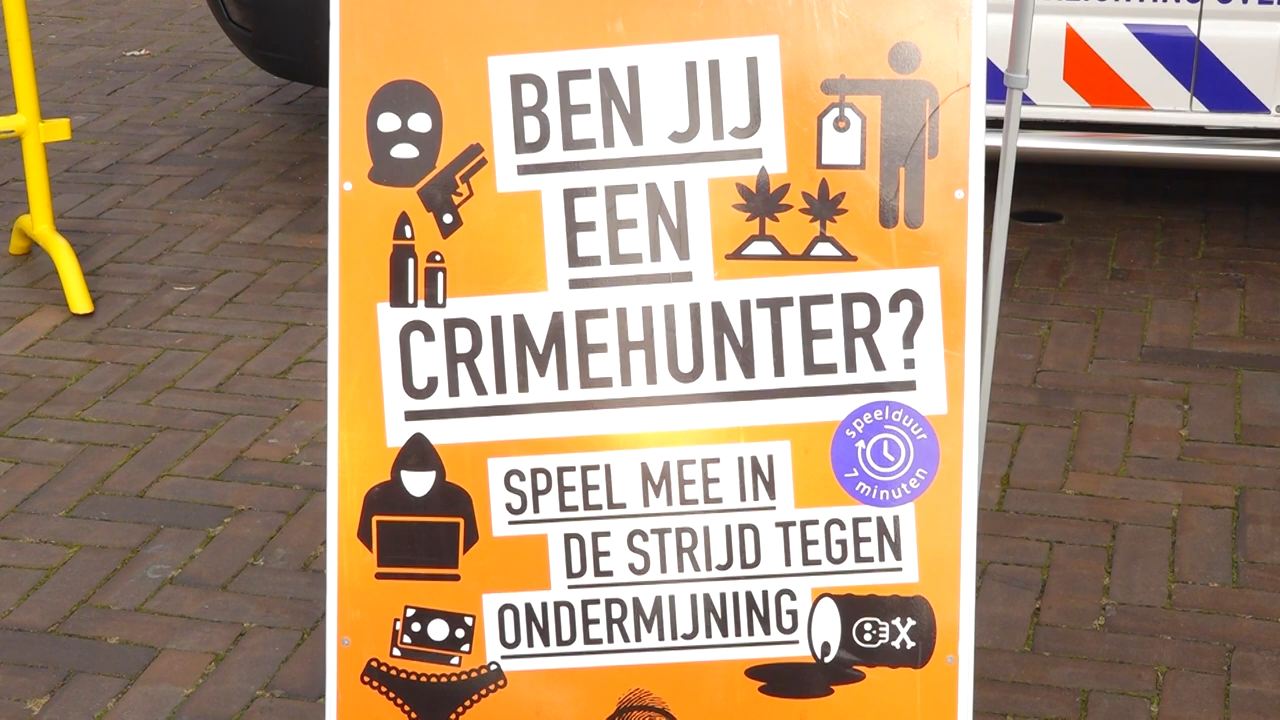 BEN JIJ
EEN
CRIMEHUNTER?
speelduur
7 minuten
SPEEL MEE IN
DE STRIJD TEGEN
ONDERMIJNING